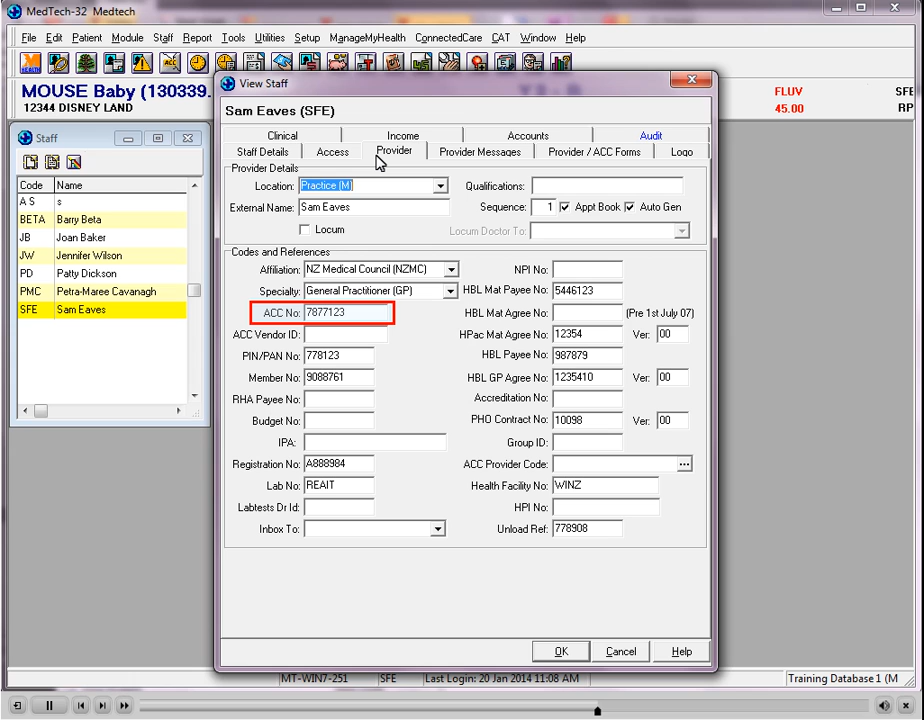 MedTech-32 Medtech
File Edit Patient Module Staff Report Tools Utilities Setup ManageMyHealth ConnectedCare CAT Window Help
MOUSE Baby (130339.
FLUV SFE
12344 DISNEY LAND
45.00 RP
View Staff
Sam Eaves (SFE)
Clinical Income Accounts Audit
Staff Details Access Provider Provider Messages Provider / ACC Forms Logo
Staff
Code Name
A S s
BETA Barry Beta
JB Joan Baker
JW Jennifer Wilson
PD Patty Dickson
PMC Petra-Maree Cavanagh
SFE Sam Eaves
Provider Details
Location: Practice (M) Qualifications:
External Name: Sam Eaves Sequence: 1 Appt Book Auto Gen
Locum Locum Doctor To:
Codes and References
Affiliation: NZ Medical Council (NZMC) NPI No:
Specialty: General Practitioner (GP) HBL Mat Payee No: 5446123
ACC No: 7877123 HBL Mat Agree No: (Pre 1st July 07)
ACC Vendor ID: HPac Mat Agree No: 12354 Ver: 00
PIN/PAN No: 778123 HBL Payee No: 987879
Member No: 9088761 HBL GP Agree No: 1235410 Ver: 00
RHA Payee No: Accreditation No:
Budget No: PHO Contract No: 10098 Ver: 00
IPA: Group ID:
Registration No: A888984 ACC Provider Code: ...
Lab No: REAIT Health Facility No: WINZ
Labtests Dr Id: HPI No:
Inbox To: Unload Ref: 778908
OK Cancel Help
MT-WIN7-251 SFE Last Login: 20 Jan 2014 11:08 AM Training Database 1 (M